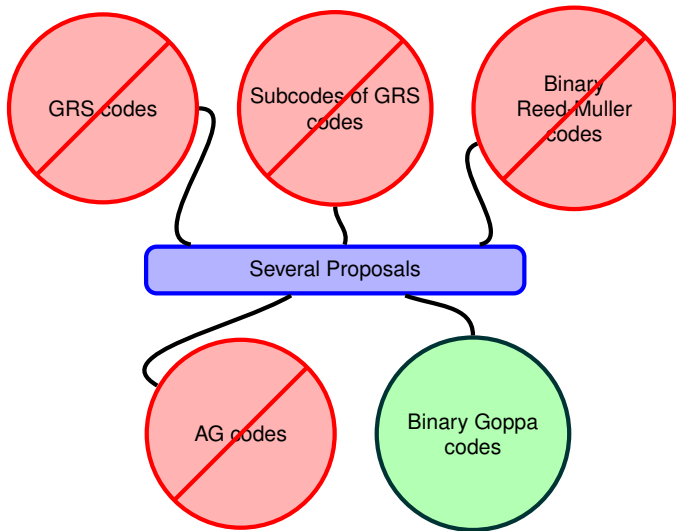 GRS codes
Subcodes of GRS
codes
Binary
Reed-Muller
codes
Several Proposals
AG codes
Binary Goppa
codes